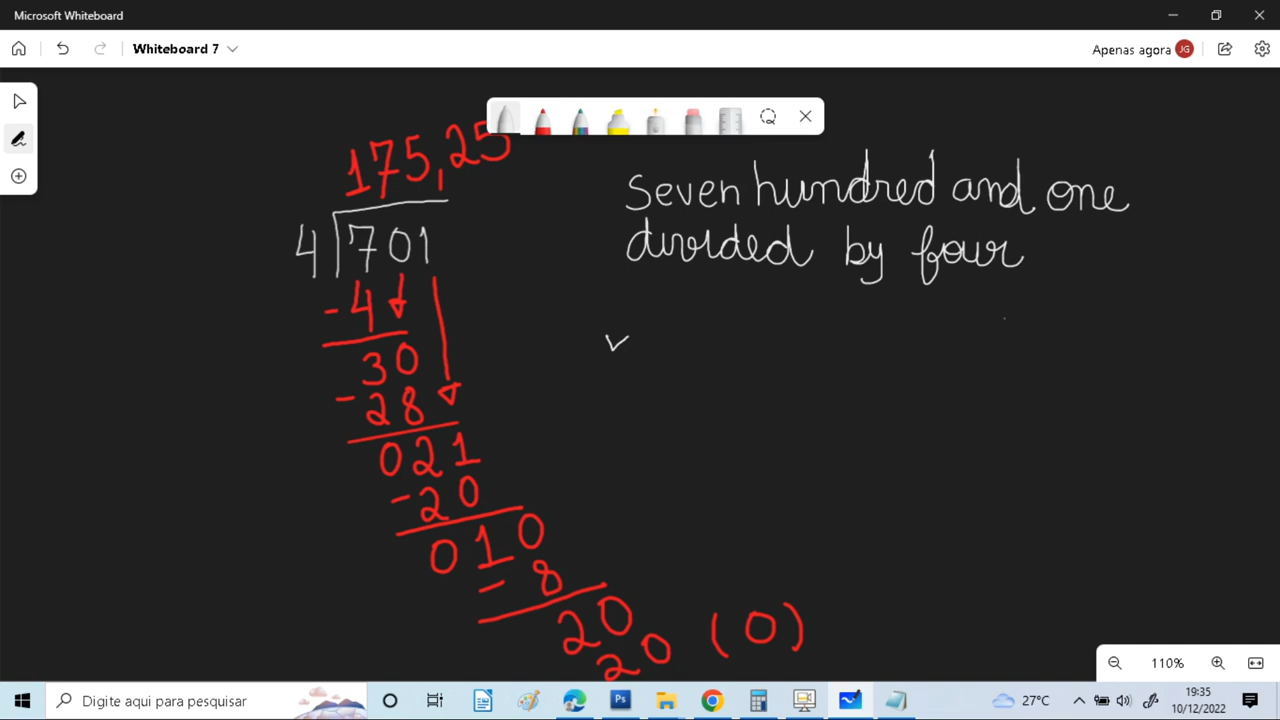 Microsoft Whiteboard
Whiteboard 7
Apenas agora JG
175,25
4 701
Seven hundred and one
divided by four
-4
30
-28
021
-20
010
- 8
20 (0)
20
110%
Digite aqui para pesquisar
Ps
27°C
19:35
10/12/2022